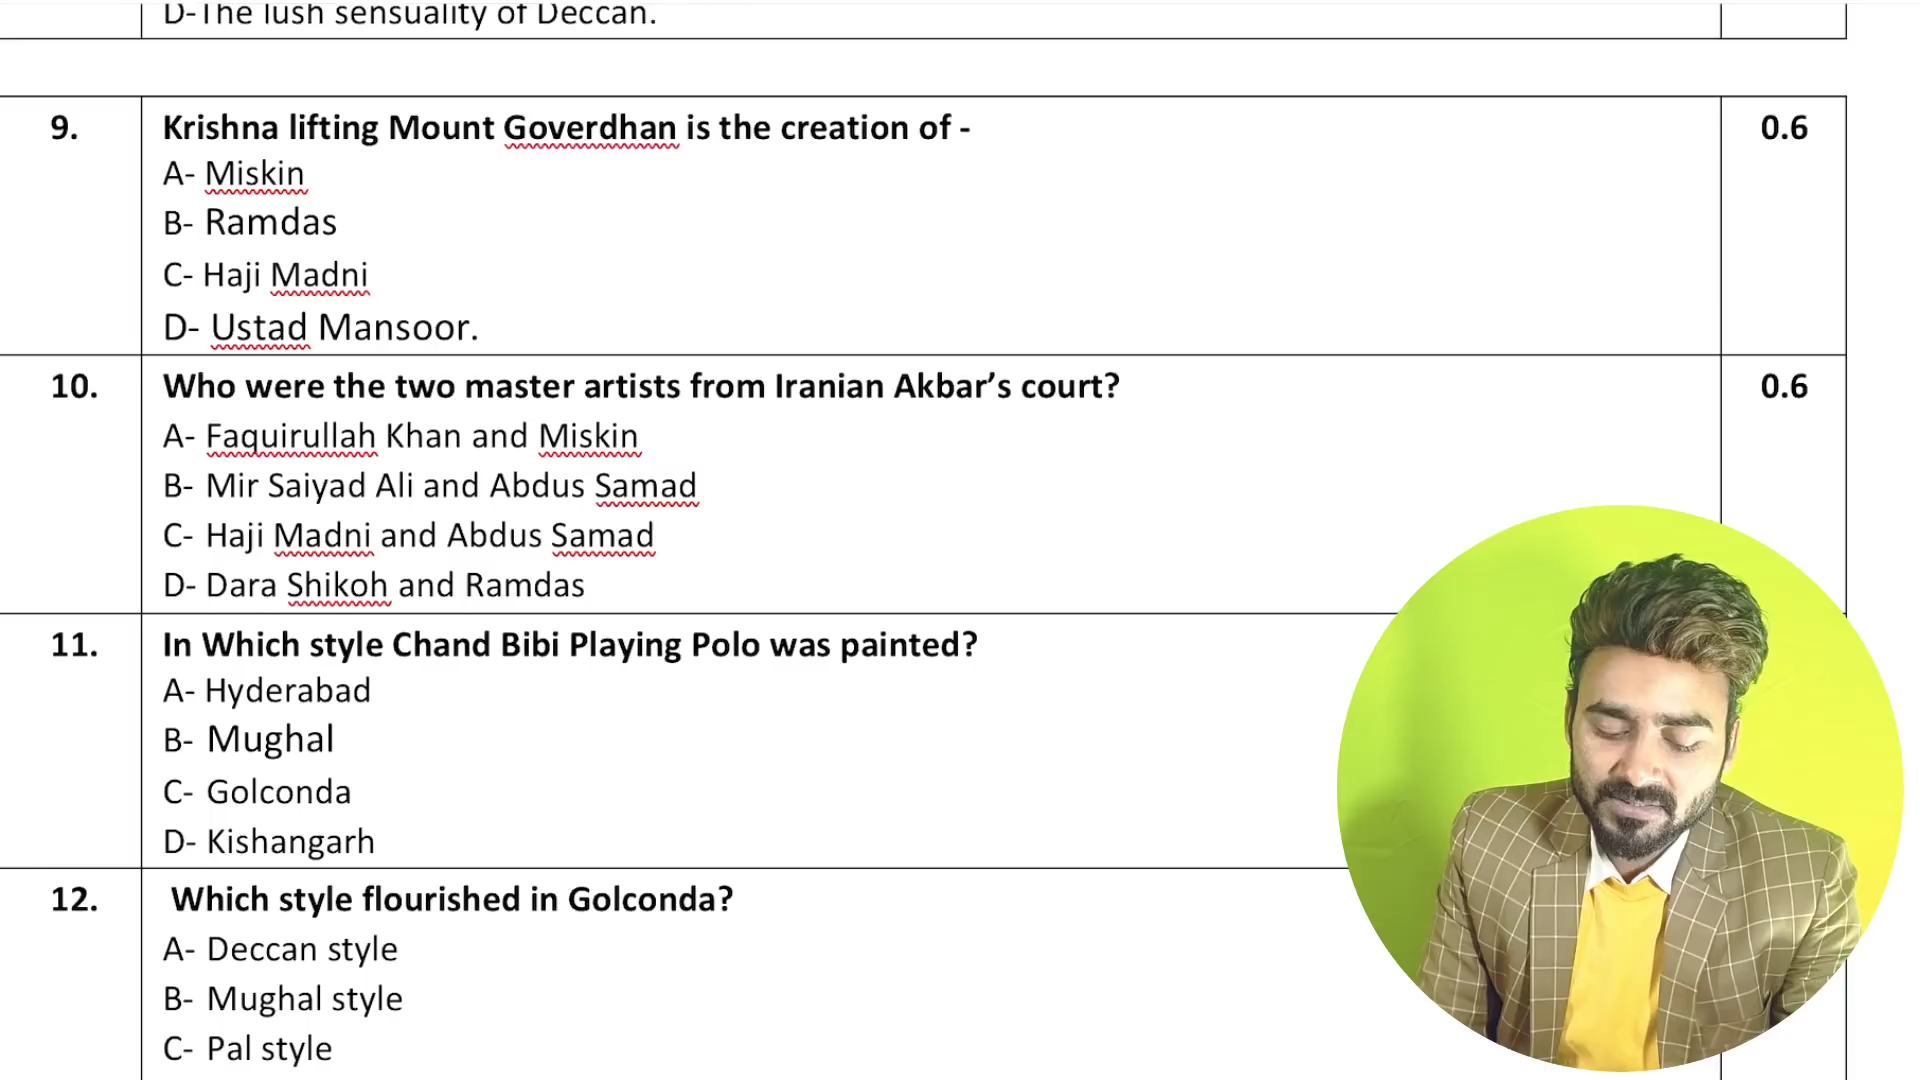 D-The lush sensuality of Deccan.
9. Krishna lifting Mount Goverdhan is the creation of - 0.6
A- Miskin
B- Ramdas
C- Haji Madni
D- Ustad Mansoor.
10. Who were the two master artists from Iranian Akbar’s court? 0.6
A- Faquirullah Khan and Miskin
B- Mir Saiyad Ali and Abdus Samad
C- Haji Madni and Abdus Samad
D- Dara Shikoh and Ramdas
11. In Which style Chand Bibi Playing Polo was painted?
A- Hyderabad
B- Mughal
C- Golconda
D- Kishangarh
12. Which style flourished in Golconda?
A- Deccan style
B- Mughal style
C- Pal style